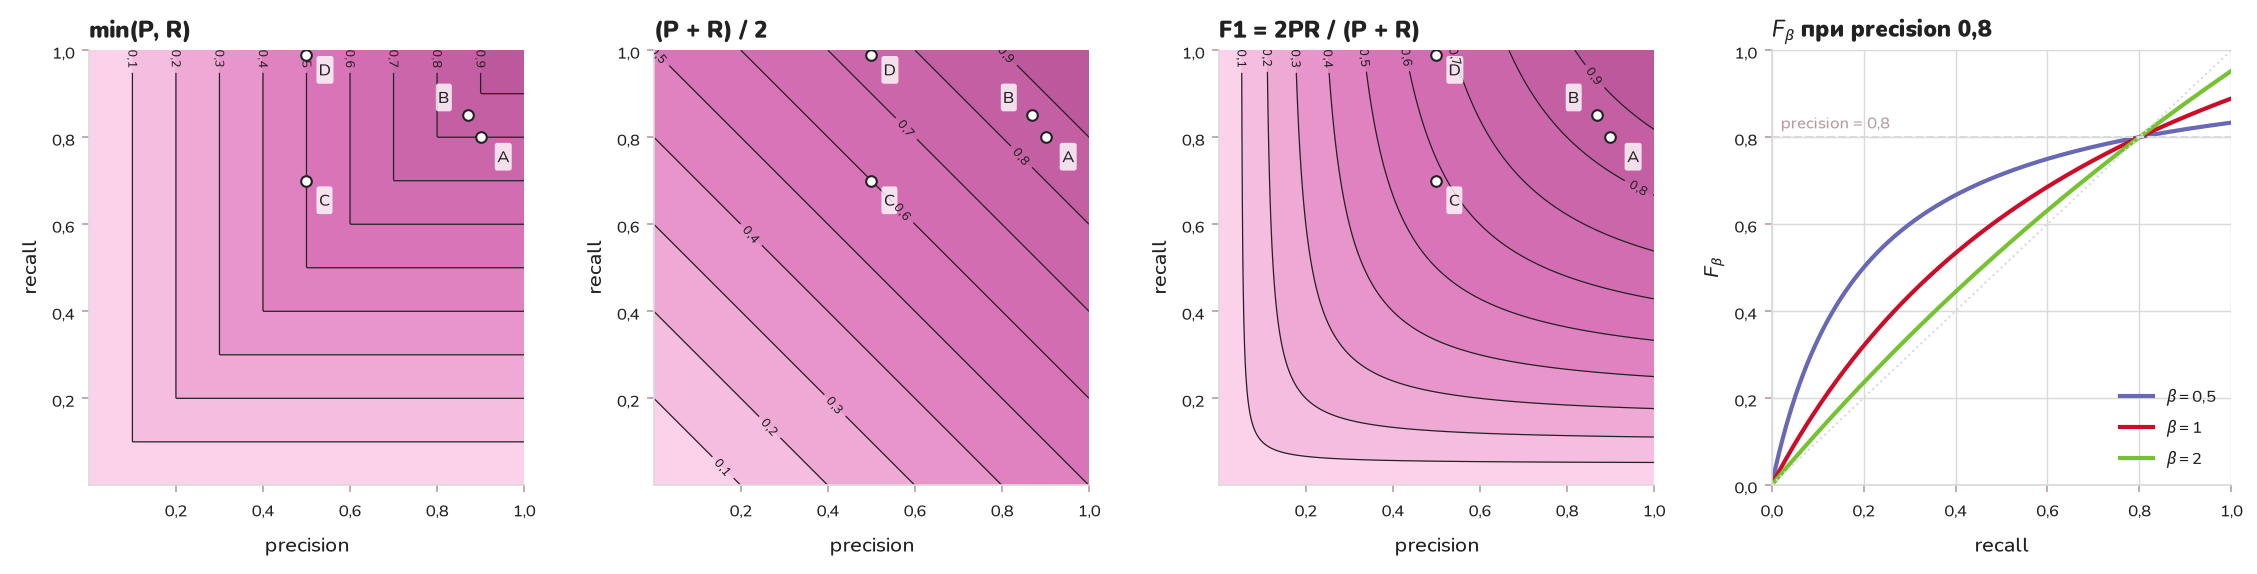 min(P, R)
1,0
0,8
0,6
0,4
0,2
recall
0,1
0,2
0,3
0,4
0,6
0,7
0,8
0,9
D
B
A
C
0,2
0,4
0,6
0,8
1,0
precision
(P + R) / 2
1,0
0,8
0,6
0,4
0,2
recall
D
B
A
C
0,7
0,8
0,6
0,4
0,3
0,2
0,1
0,2
0,4
0,6
0,8
1,0
precision
F1 = 2PR / (P + R)
1,0
0,8
0,6
0,4
0,2
recall
0,1
0,2
0,3
0,4
0,5
0,6
0,7
0,9
0,8
D
B
A
C
0,2
0,4
0,6
0,8
1,0
precision
Fβ при precision 0,8
1,0
0,8
0,6
0,4
0,2
0,0
Fβ
precision = 0,8
β = 0,5
β = 1
β = 2
0,0
0,2
0,4
0,6
0,8
1,0
recall